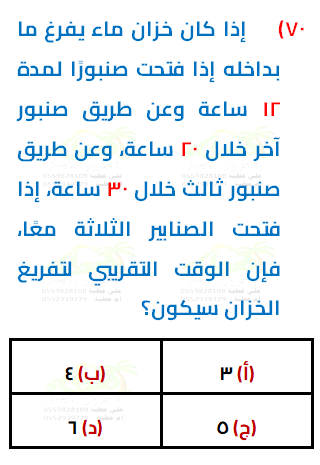 ٧٠) إذا كان خزان ماء يفرغ ما
بداخله إذا فتحت صنبورًا لمدة
١٢ ساعة وعن طريق صنبور
آخر خلال ٢٠ ساعة، وعن طريق
صنبور ثالث خلال ٣٠ ساعة، إذا
فتحت الصنابير الثلاثة معًا،
فإن الوقت التقريبي لتفريغ
الخزان سيكون؟
(أ) ٣ (ب) ٤
(ج) ٥ (د) ٦